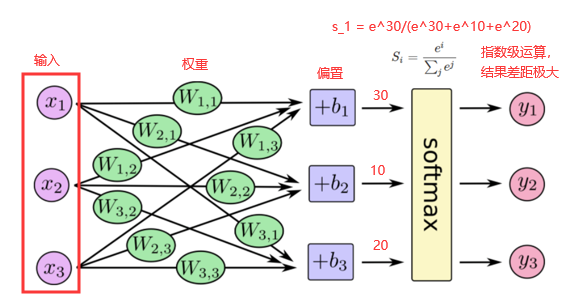 s_1 = e^30/(e^30+e^10+e^20)
输入
权重
偏置
S_i = e^i / ∑_j e^j
指数级运算，
结果差距极大
x_1
W_{1,1}
+b_1
30
y_1
W_{2,1}
W_{1,3}
W_{1,2}
x_2
W_{2,2}
+b_2
10
softmax
y_2
W_{3,2}
W_{2,3}
W_{3,1}
x_3
W_{3,3}
+b_3
20
y_3